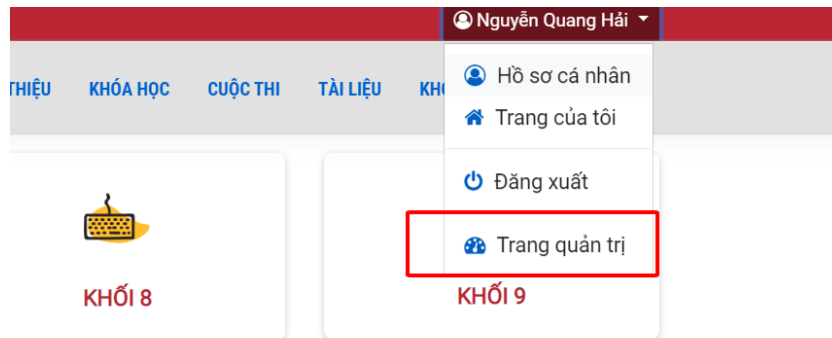 Nguyễn Quang Hải
KHÓA HỌC CUỘC THI TÀI LIỆU
Hồ sơ cá nhân
Trang của tôi
Đăng xuất
Trang quản trị
KHỐI 8 KHỐI 9